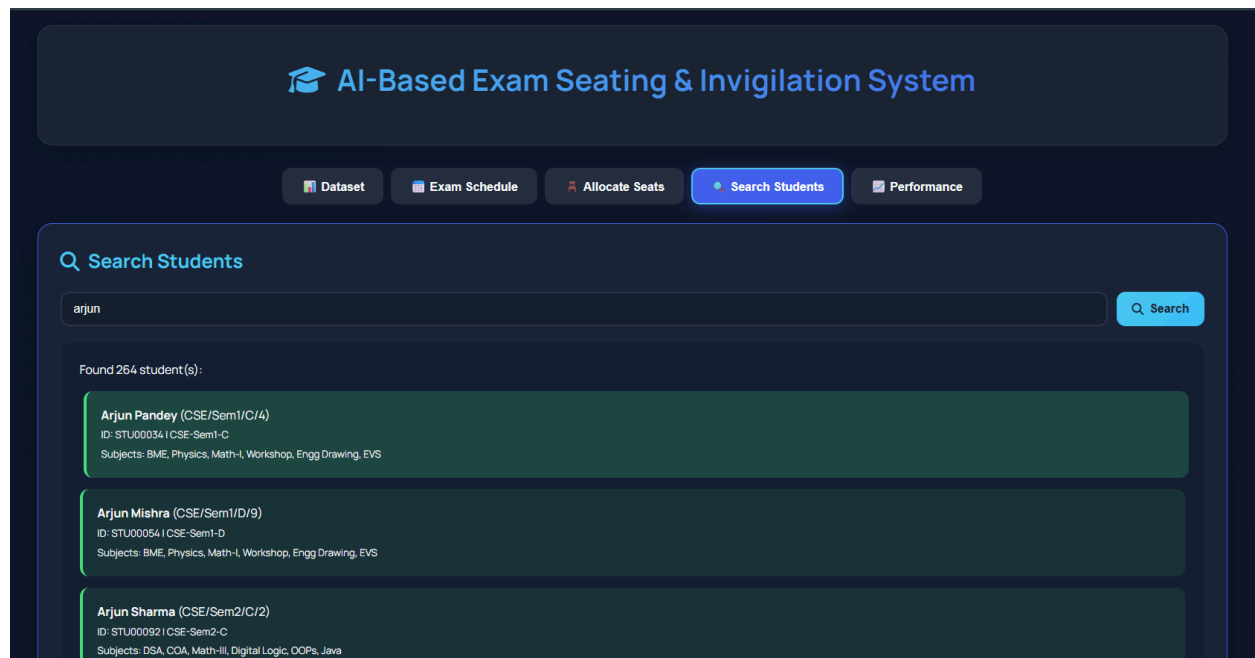 AI-Based Exam Seating & Invigilation System
Dataset
Exam Schedule
Allocate Seats
Search Students
Performance
Search Students
arjun
Search
Found 264 student(s):
Arjun Pandey (CSE/Sem1/C/4)
ID: STU00034 | CSE-Sem1-C
Subjects: BME, Physics, Math-I, Workshop, Engg Drawing, EVS
Arjun Mishra (CSE/Sem1/D/9)
ID: STU00054 | CSE-Sem1-D
Subjects: BME, Physics, Math-I, Workshop, Engg Drawing, EVS
Arjun Sharma (CSE/Sem2/C/2)
ID: STU00092 | CSE-Sem2-C
Subjects: DSA, COA, Math-III, Digital Logic, OOPs, Java